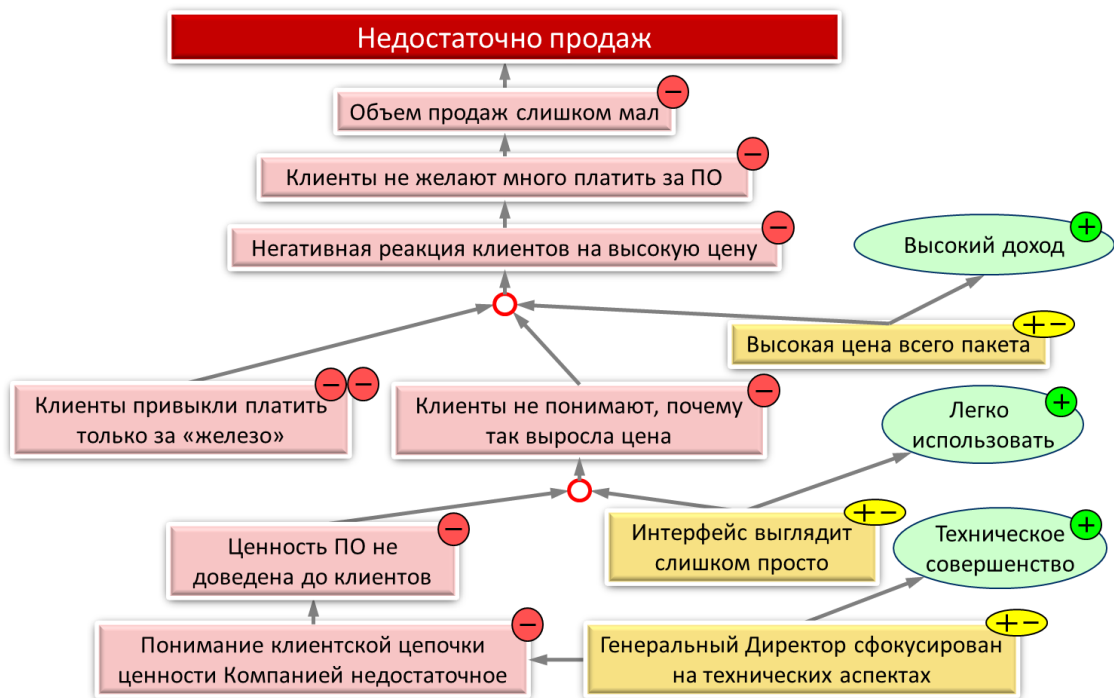 Недостаточно продаж
−
Объем продаж слишком мал
−
Клиенты не желают много платить за ПО
−
Негативная реакция клиентов на высокую цену
+
Высокий доход
+ −
Высокая цена всего пакета
− −
Клиенты привыкли платить
только за «железо»
−
Клиенты не понимают, почему
так выросла цена
+
Легко
использовать
−
Ценность ПО не
доведена до клиентов
+ −
Интерфейс выглядит
слишком просто
+
Техническое
совершенство
−
Понимание клиентской цепочки
ценности Компанией недостаточное
+ −
Генеральный Директор сфокусирован
на технических аспектах